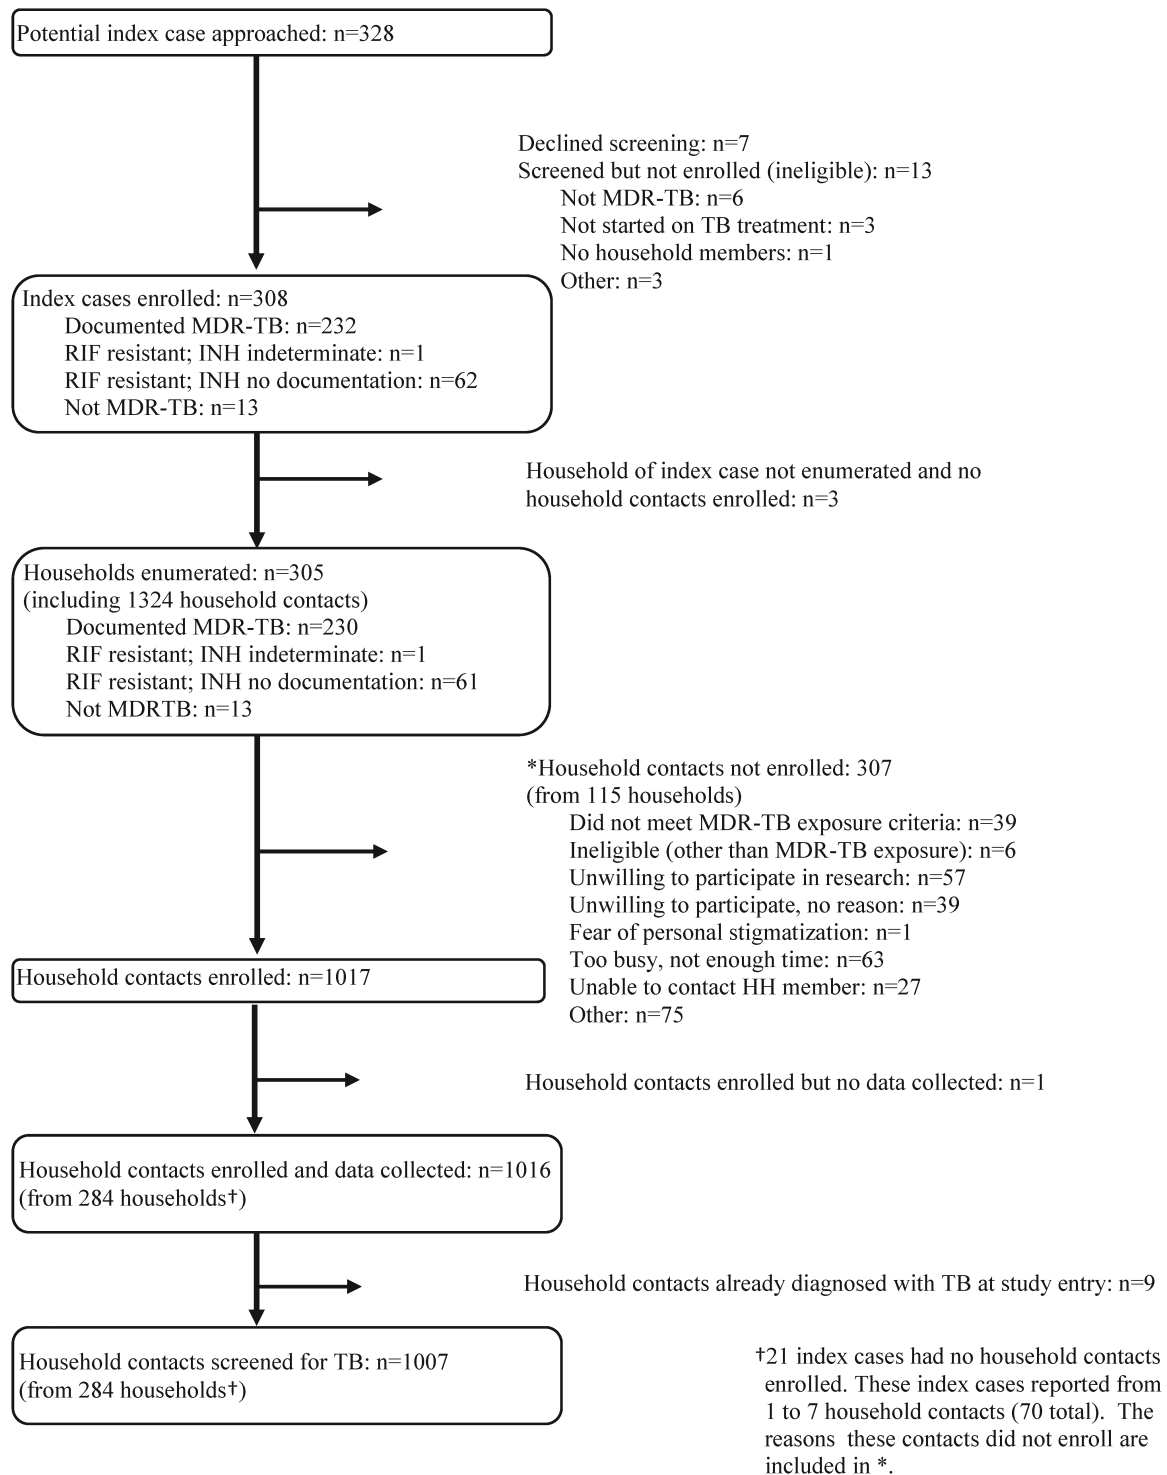 Potential index case approached: n=328
Declined screening: n=7
Screened but not enrolled (ineligible): n=13
Not MDR-TB: n=6
Not started on TB treatment: n=3
No household members: n=1
Other: n=3
Index cases enrolled: n=308
Documented MDR-TB: n=232
RIF resistant; INH indeterminate: n=1
RIF resistant; INH no documentation: n=62
Not MDR-TB: n=13
Household of index case not enumerated and no
household contacts enrolled: n=3
Households enumerated: n=305
(including 1324 household contacts)
Documented MDR-TB: n=230
RIF resistant; INH indeterminate: n=1
RIF resistant; INH no documentation: n=61
Not MDRTB: n=13
*Household contacts not enrolled: 307
(from 115 households)
Did not meet MDR-TB exposure criteria: n=39
Ineligible (other than MDR-TB exposure): n=6
Unwilling to participate in research: n=57
Unwilling to participate, no reason: n=39
Fear of personal stigmatization: n=1
Too busy, not enough time: n=63
Unable to contact HH member: n=27
Other: n=75
Household contacts enrolled: n=1017
Household contacts enrolled but no data collected: n=1
Household contacts enrolled and data collected: n=1016
(from 284 households†)
Household contacts already diagnosed with TB at study entry: n=9
Household contacts screened for TB: n=1007
(from 284 households†)
†21 index cases had no household contacts
enrolled. These index cases reported from
1 to 7 household contacts (70 total). The
reasons these contacts did not enroll are
included in *.